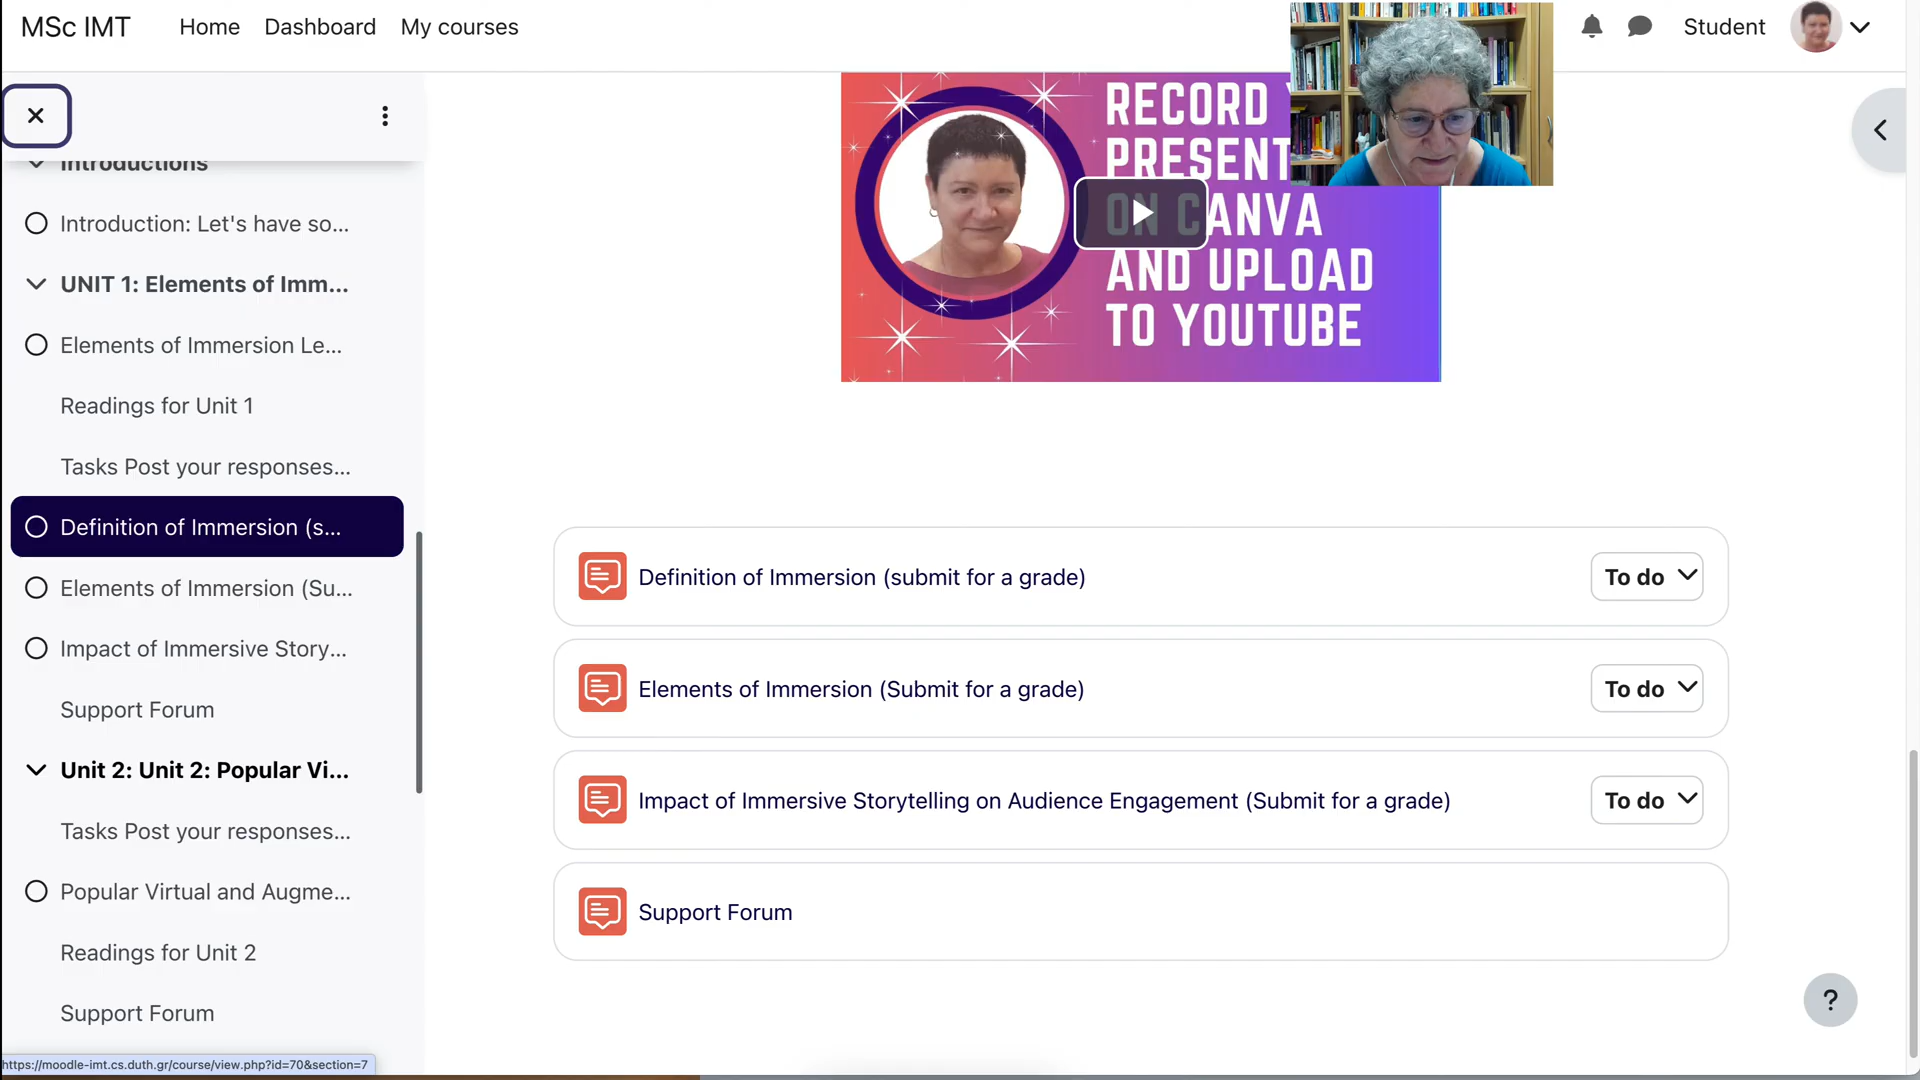 MSc IMT
Home
Dashboard
My courses
Student
Introductions
Introduction: Let's have so...
UNIT 1: Elements of Imm...
Elements of Immersion Le...
Readings for Unit 1
Tasks Post your responses...
Definition of Immersion (s...
Elements of Immersion (Su...
Impact of Immersive Story...
Support Forum
Unit 2: Unit 2: Popular Vi...
Tasks Post your responses...
Popular Virtual and Augme...
Readings for Unit 2
Support Forum
https://moodle-imt.cs.duth.gr/course/view.php?id=70&section=7
RECORD
PRESENT
ON CANVA
AND UPLOAD
TO YOUTUBE
Definition of Immersion (submit for a grade)
To do
Elements of Immersion (Submit for a grade)
To do
Impact of Immersive Storytelling on Audience Engagement (Submit for a grade)
To do
Support Forum
?